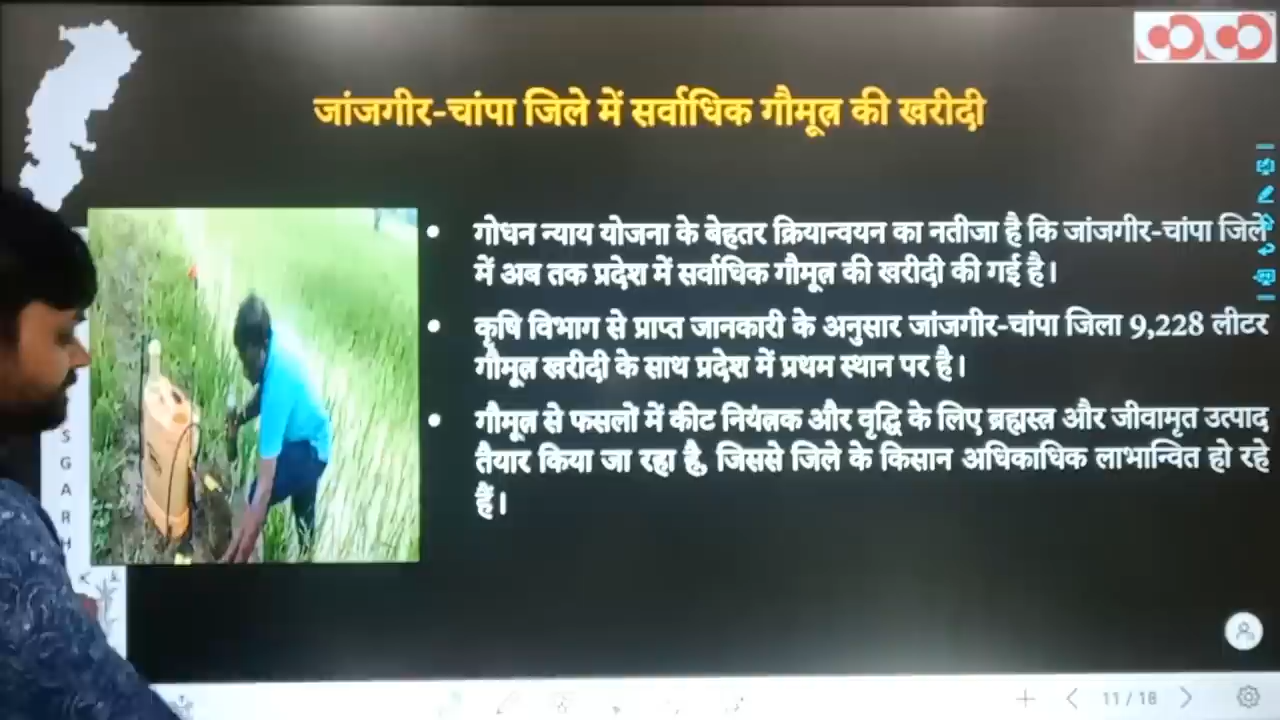 जांजगीर-चांपा जिले में सर्वाधिक गौमूत्र की खरीदी
• गोधन न्याय योजना के बेहतर क्रियान्वयन का नतीजा है कि जांजगीर-चांपा जिले
में अब तक प्रदेश में सर्वाधिक गौमूत्र की खरीदी की गई है।
• कृषि विभाग से प्राप्त जानकारी के अनुसार जांजगीर-चांपा जिला 9,228 लीटर
गौमूत्र खरीदी के साथ प्रदेश में प्रथम स्थान पर है।
• गौमूत्र से फसलों में कीट नियंत्रक और वृद्धि के लिए ब्रह्मास्त्र और जीवामृत उत्पाद
तैयार किया जा रहा है, जिससे जिले के किसान अधिकाधिक लाभान्वित हो रहे
हैं।
S
G
A
R
H
11 / 18